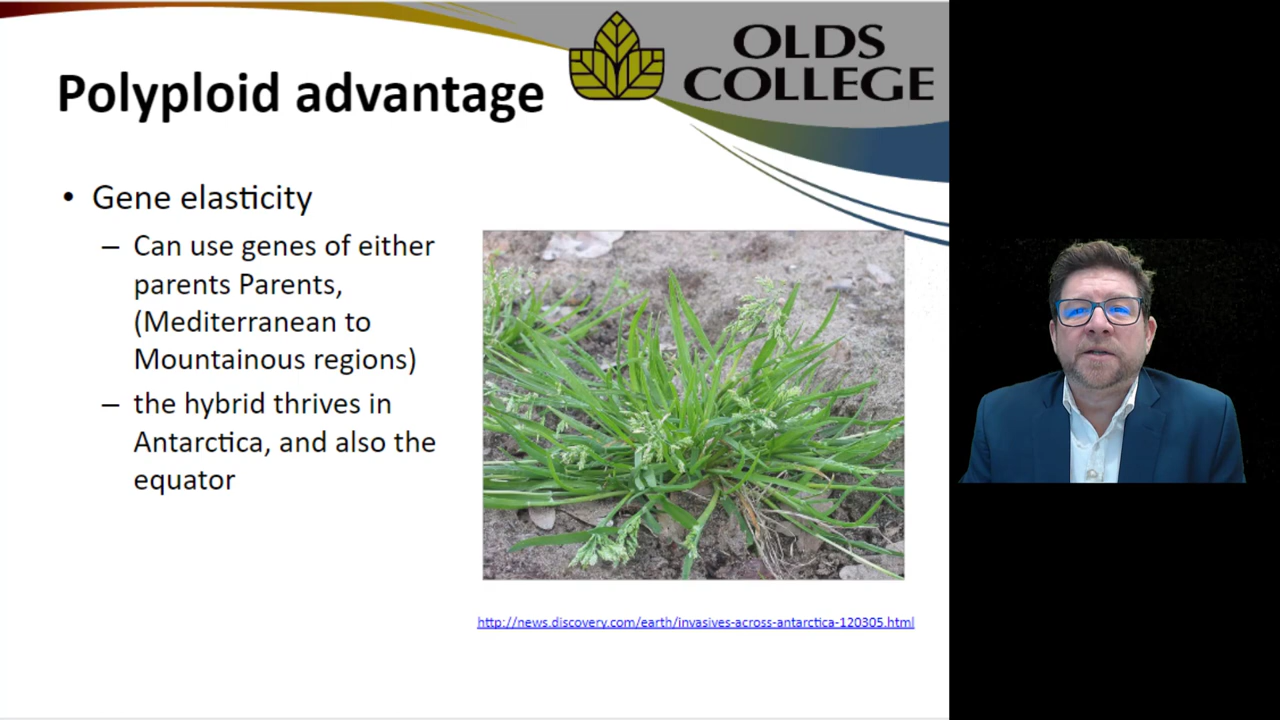 OLDS
COLLEGE
Polyploid advantage
• Gene elasticity
– Can use genes of either
parents Parents,
(Mediterranean to
Mountainous regions)
– the hybrid thrives in
Antarctica, and also the
equator
http://news.discovery.com/earth/invasives-across-antarctica-120305.html